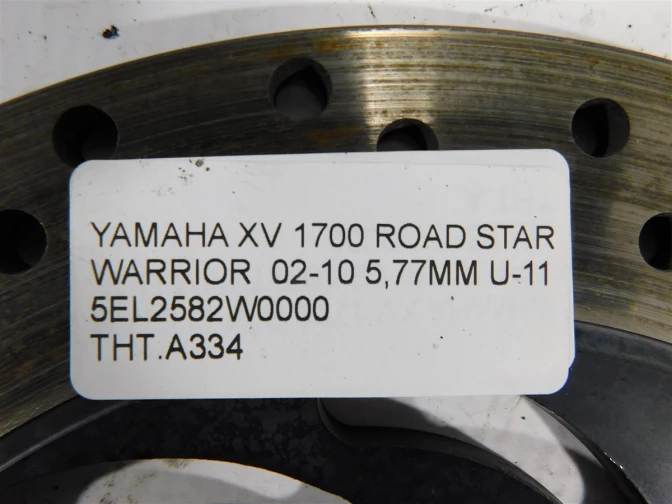 YAMAHA XV 1700 ROAD STAR
WARRIOR 02-10 5,77MM U-11
5EL2582W0000
THT.A334